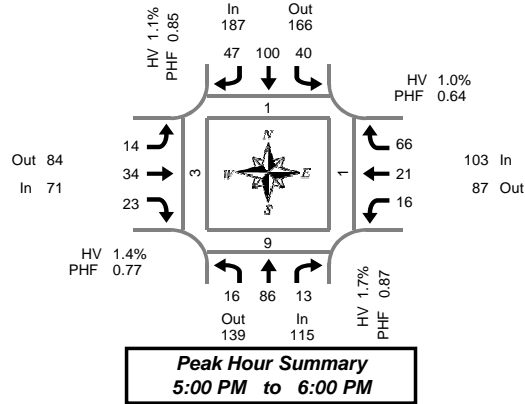 HV 1.1%
PHF 0.85
In
187
Out
166
47 100 40
HV 1.0%
PHF 0.64
1
14
34
23
Out 84
In 71
3
N
W E
S
1
66
21
16
103 In
87 Out
9
HV 1.4%
PHF 0.77
16 86 13
Out
139
In
115
HV 1.7%
PHF 0.87
Peak Hour Summary
5:00 PM to 6:00 PM